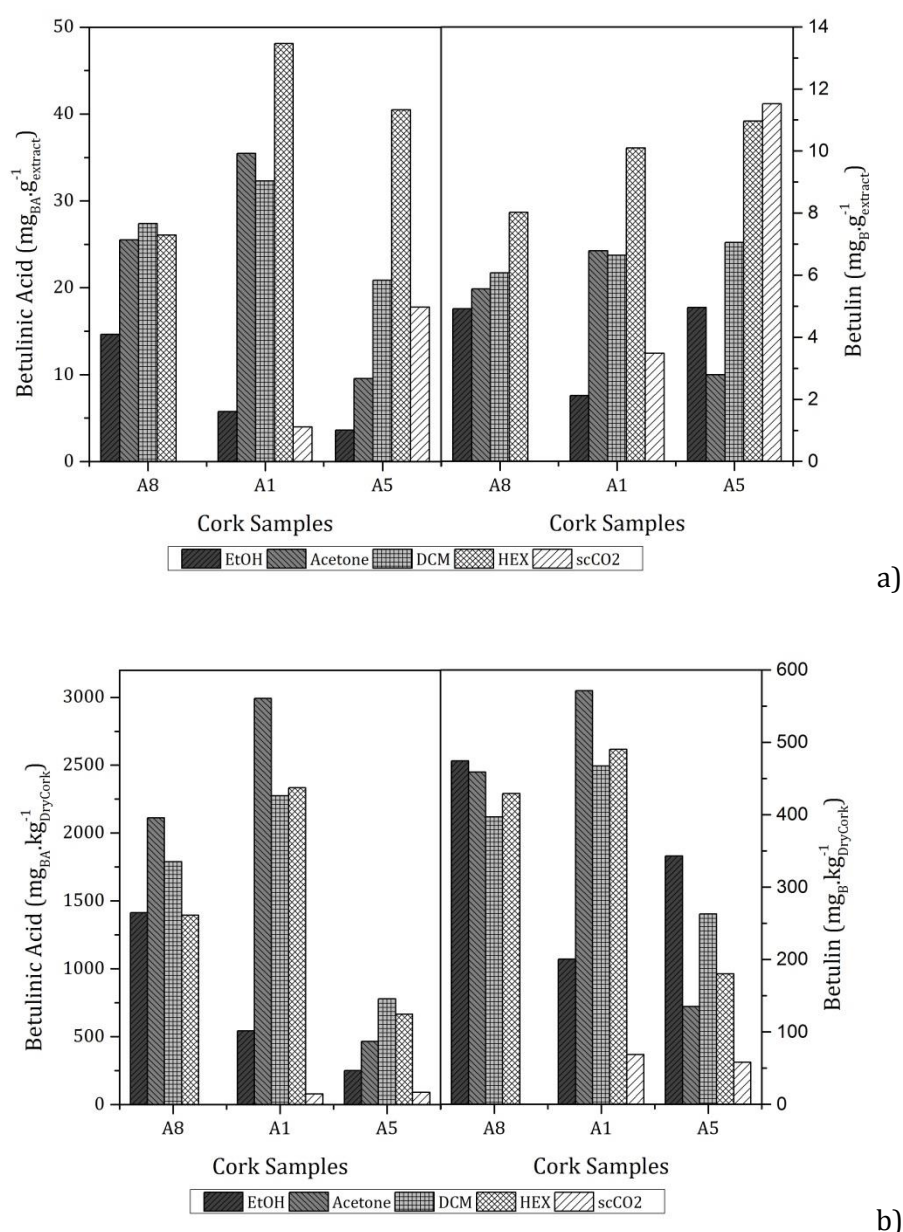 50
40
30
20
10
0
Betulinic Acid (mg_BA.g^-1_extract)
14
12
10
8
6
4
2
0
Betulin (mg_B.g^-1_extract)
A8 A1 A5 A8 A1 A5
Cork Samples Cork Samples
EtOH Acetone DCM HEX scCO2
a)
3000
2500
2000
1500
1000
500
0
Betulinic Acid (mg_BA.kg^-1_DryCork)
600
500
400
300
200
100
0
Betulin (mg_B.kg^-1_DryCork)
A8 A1 A5 A8 A1 A5
Cork Samples Cork Samples
EtOH Acetone DCM HEX scCO2
b)